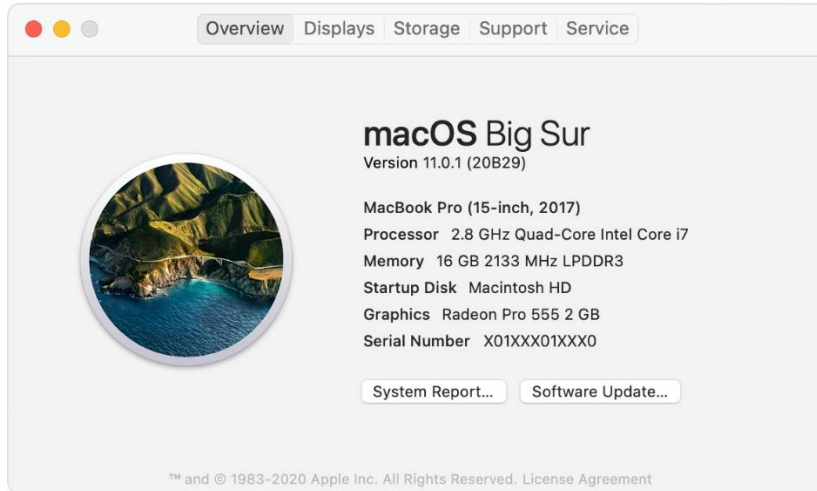 Overview Displays Storage Support Service
macOS Big Sur
Version 11.0.1 (20B29)
MacBook Pro (15-inch, 2017)
Processor 2.8 GHz Quad-Core Intel Core i7
Memory 16 GB 2133 MHz LPDDR3
Startup Disk Macintosh HD
Graphics Radeon Pro 555 2 GB
Serial Number X01XXX01XXX0
System Report... Software Update...
™ and © 1983-2020 Apple Inc. All Rights Reserved. License Agreement